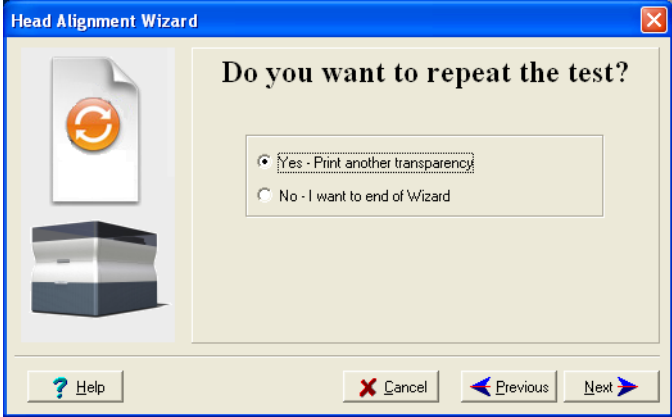 Head Alignment Wizard
Do you want to repeat the test?
Yes - Print another transparency
No - I want to end of Wizard
? Help
Cancel
Previous
Next